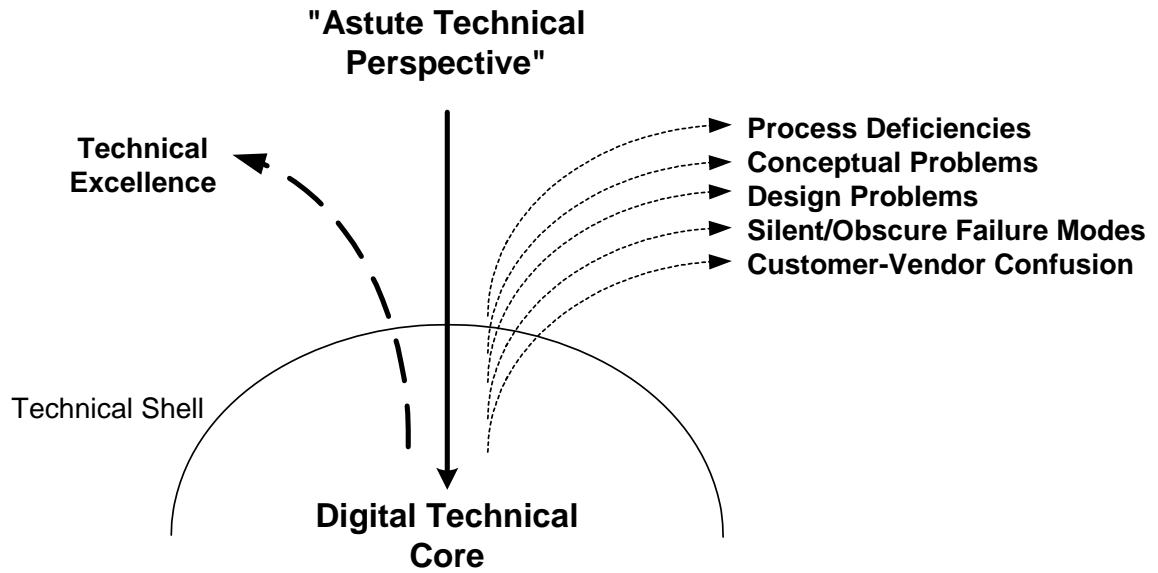 "Astute Technical
Perspective"
Technical
Excellence
Process Deficiencies
Conceptual Problems
Design Problems
Silent/Obscure Failure Modes
Customer-Vendor Confusion
Technical Shell
Digital Technical
Core